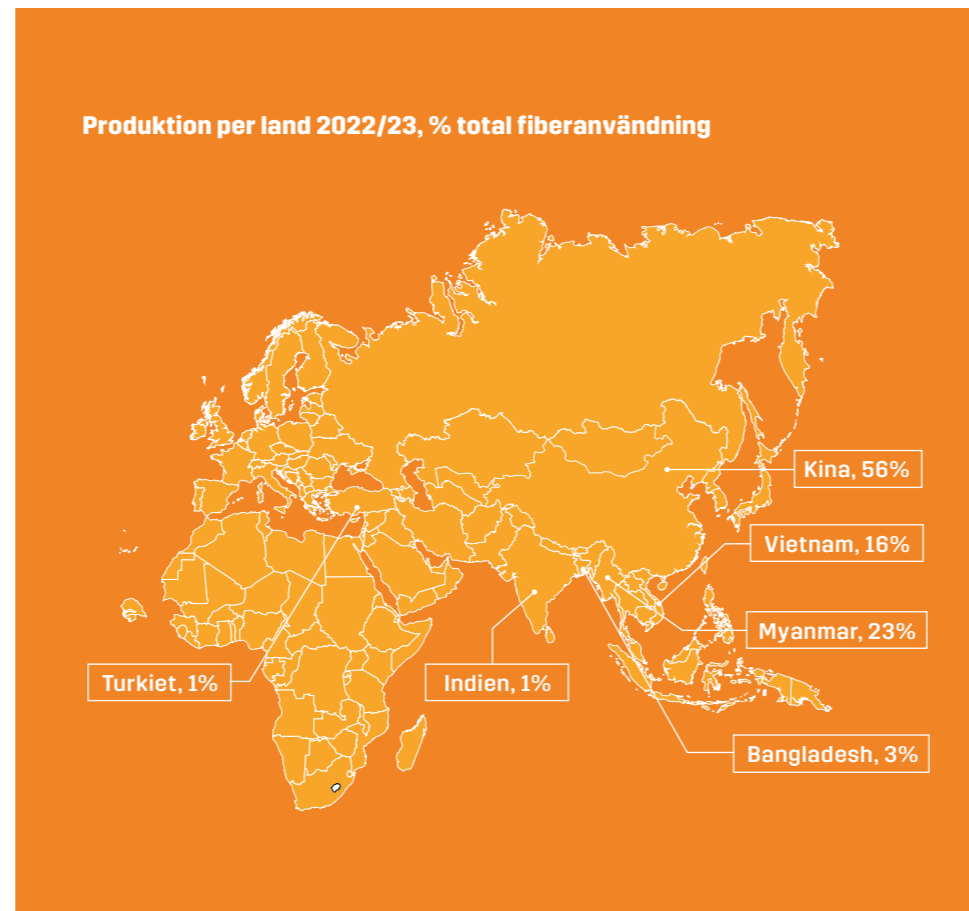 Produktion per land 2022/23, % total fiberanvändning
Kina, 56%
Vietnam, 16%
Myanmar, 23%
Turkiet, 1%
Indien, 1%
Bangladesh, 3%